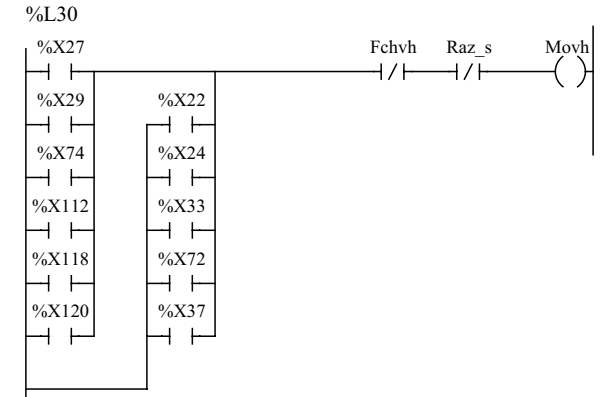 %L30
%X27 Fchvh Raz_s Movh
%X29 %X22
%X74 %X24
%X112 %X33
%X118 %X72
%X120 %X37